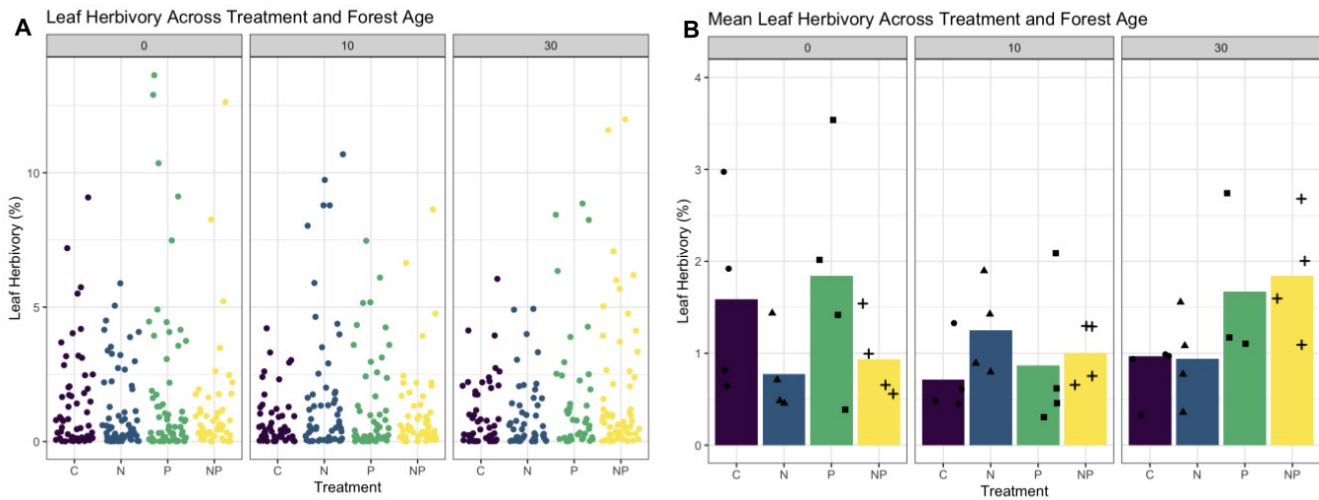 A
Leaf Herbivory Across Treatment and Forest Age
0
10
30
Leaf Herbivory (%)
10
5
0
C
N
P
NP
C
N
P
NP
C
N
P
NP
Treatment
B
Mean Leaf Herbivory Across Treatment and Forest Age
0
10
30
Leaf Herbivory (%)
4
3
2
1
0
C
N
P
NP
C
N
P
NP
C
N
P
NP
Treatment